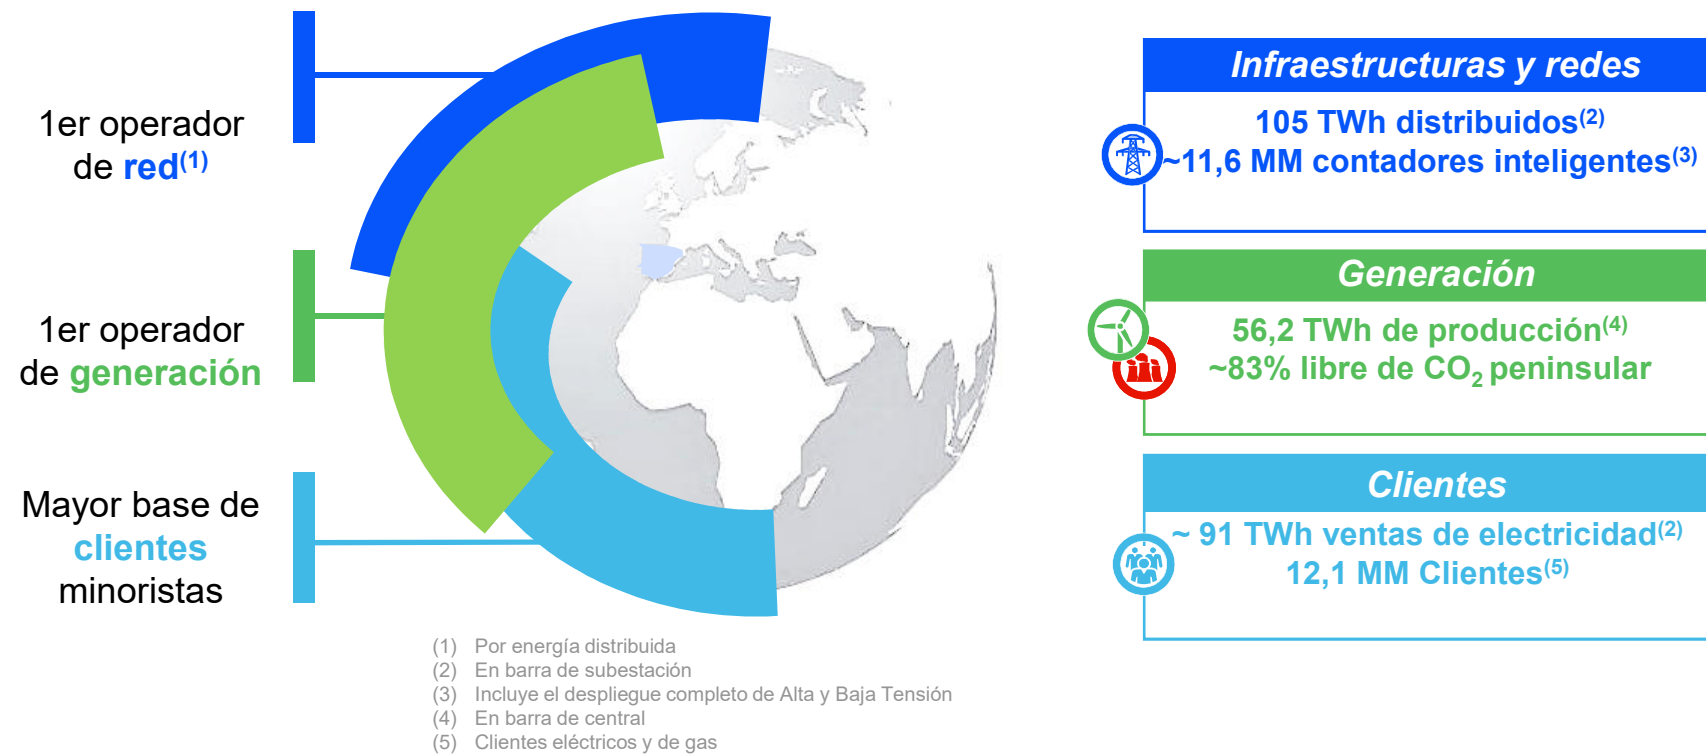 1er operador
de red(1)
1er operador
de generación
Mayor base de
clientes
minoristas
Infraestructuras y redes
105 TWh distribuidos(2)
~11,6 MM contadores inteligentes(3)
Generación
56,2 TWh de producción(4)
~83% libre de CO2 peninsular
Clientes
~ 91 TWh ventas de electricidad(2)
12,1 MM Clientes(5)
(1) Por energía distribuida
(2) En barra de subestación
(3) Incluye el despliegue completo de Alta y Baja Tensión
(4) En barra de central
(5) Clientes eléctricos y de gas